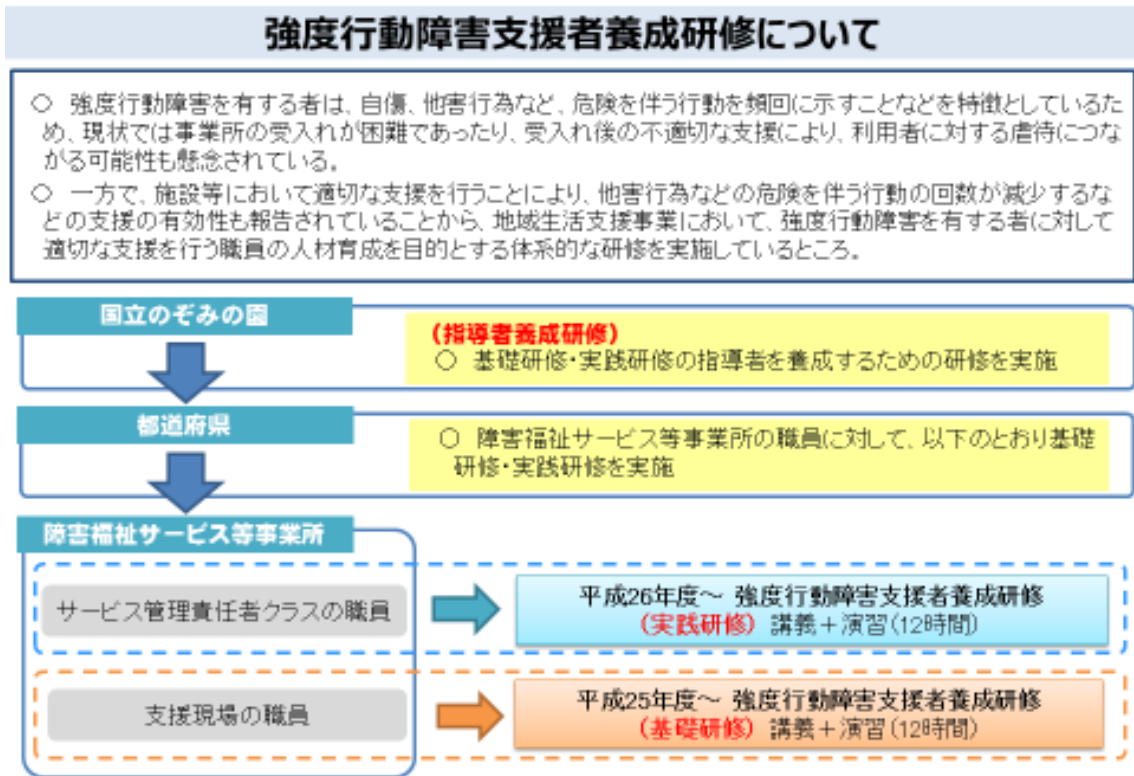 強度行動障害支援者養成研修について
○ 強度行動障害を有する者は、自傷、他害行為など、危険を伴う行動を頻回に示すことなどを特徴としているた
め、現状では事業所の受入れが困難であったり、受入れ後の不適切な支援により、利用者に対する虐待につな
がる可能性も懸念されている。
○ 一方で、施設等において適切な支援を行うことにより、他害行為などの危険を伴う行動の回数が減少するな
どの支援の有効性も報告されていることから、地域生活支援事業において、強度行動障害を有する者に対して
適切な支援を行う職員の人材育成を目的とする体系的な研修を実施しているところ。
国立のぞみの園
(指導者養成研修)
○ 基礎研修・実践研修の指導者を養成するための研修を実施
都道府県
○ 障害福祉サービス等事業所の職員に対して、以下のとおり基礎
研修・実践研修を実施
障害福祉サービス等事業所
サービス管理責任者クラスの職員
平成26年度～ 強度行動障害支援者養成研修
(実践研修) 講義＋演習(12時間)
支援現場の職員
平成25年度～ 強度行動障害支援者養成研修
(基礎研修) 講義＋演習(12時間)